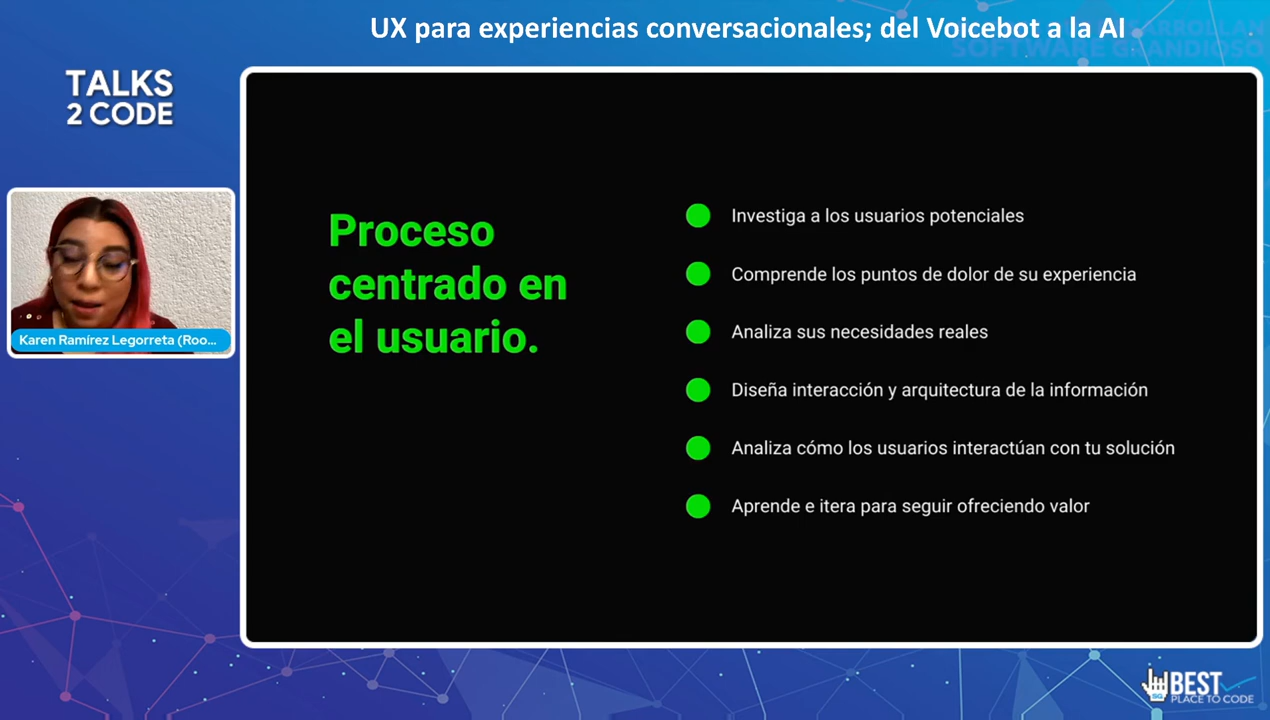 UX para experiencias conversacionales; del Voicebot a la AI
SOFTWARE GRANDIOSO
TALKS
2 CODE
Karen Ramírez Legorreta (Roo...
Proceso
centrado en
el usuario.
Investiga a los usuarios potenciales
Comprende los puntos de dolor de su experiencia
Analiza sus necesidades reales
Diseña interacción y arquitectura de la información
Analiza cómo los usuarios interactúan con tu solución
Aprende e itera para seguir ofreciendo valor
SG
BEST
PLACE TO CODE